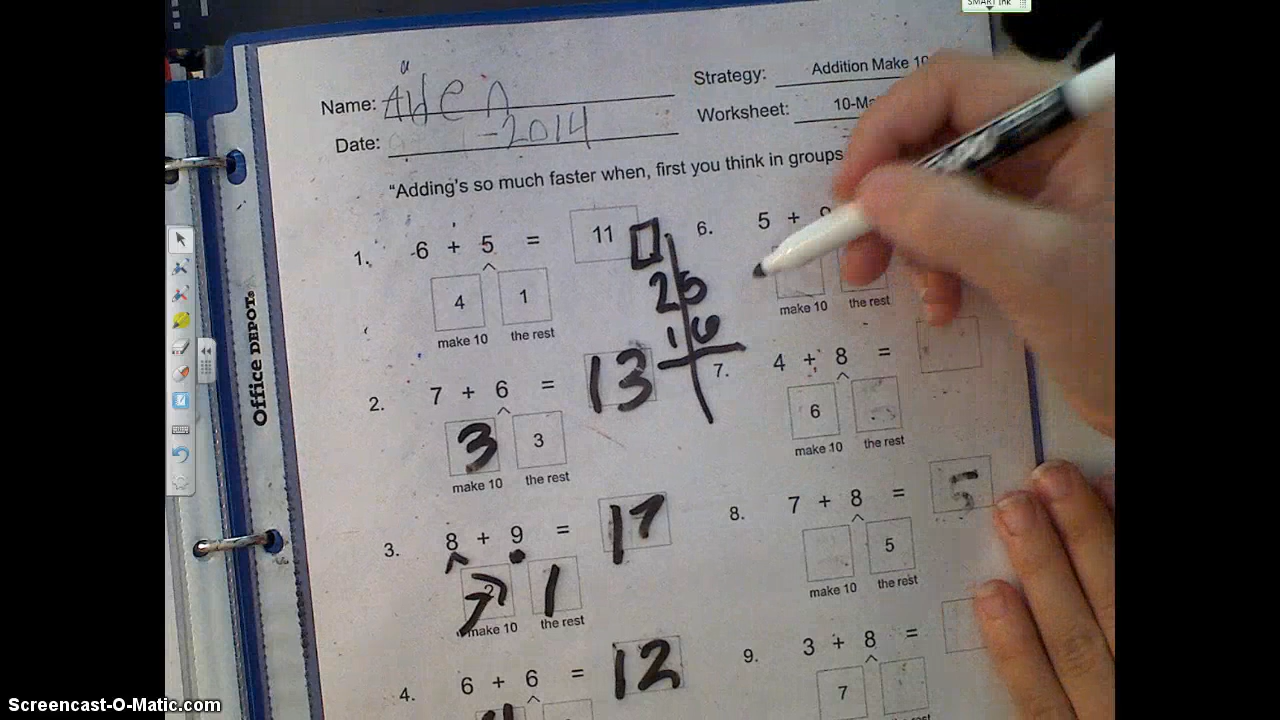 SMART Ink
Name: Aiden
Strategy: Addition Make 10
Date: -2014
Worksheet: 10-Ma
"Adding's so much faster when, first you think in groups
1. 6 + 5 = 11
4 1
make 10 the rest
2. 7 + 6 = 13
3 3
make 10 the rest
3. 8 + 9 = 17
7 1
make 10 the rest
4. 6 + 6 = 12
25
16
6. 5 +
make 10 the rest
7. 4 + 8 =
6
make 10 the rest
8. 7 + 8 = 5
5
make 10 the rest
9. 3 + 8 =
7
Office DEPOT
Screencast-O-Matic.com